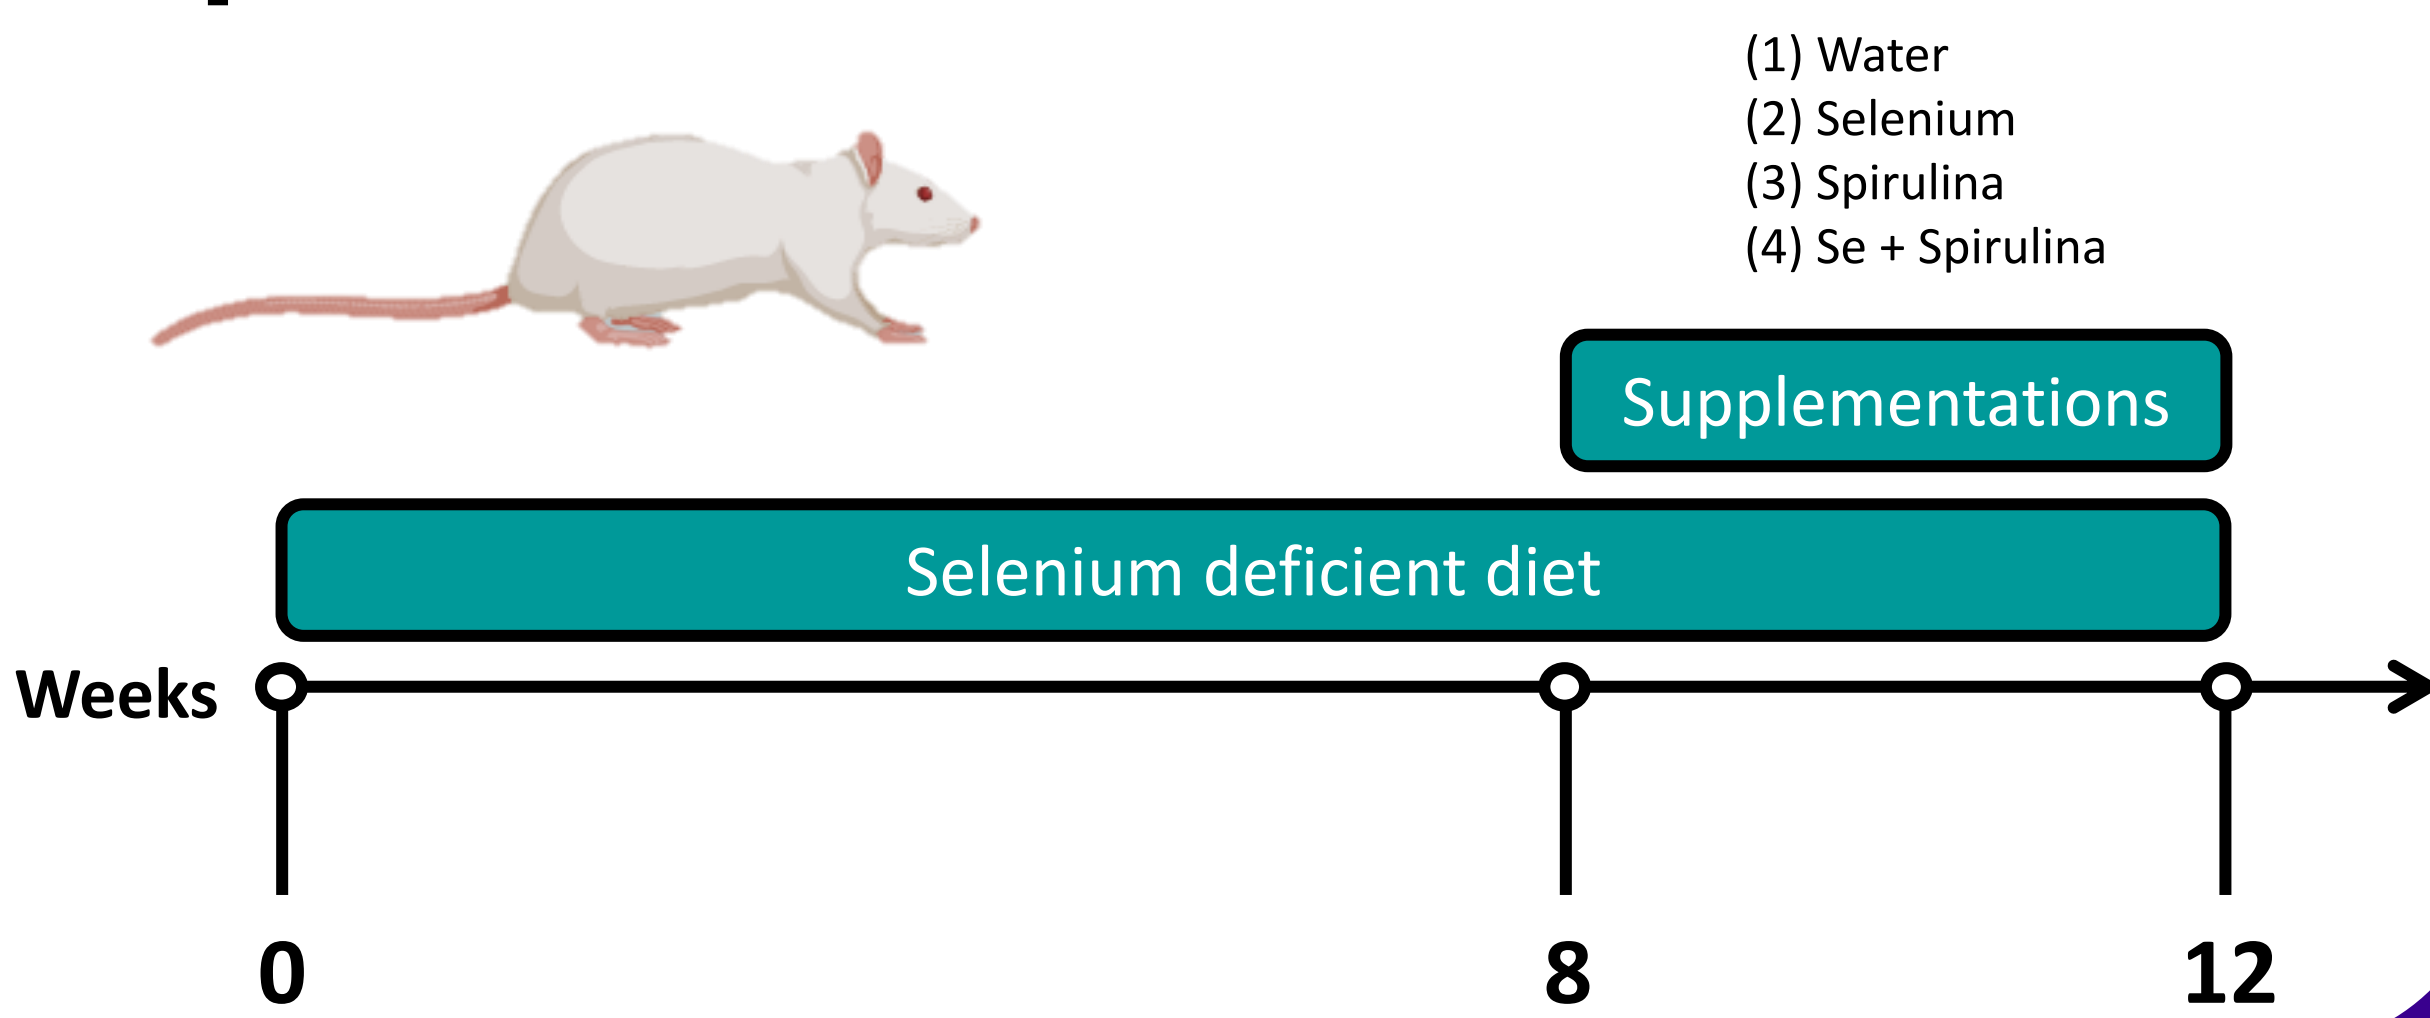 (1) Water
(2) Selenium
(3) Spirulina
(4) Se + Spirulina
Supplementations
Selenium deficient diet
Weeks
0 8 12